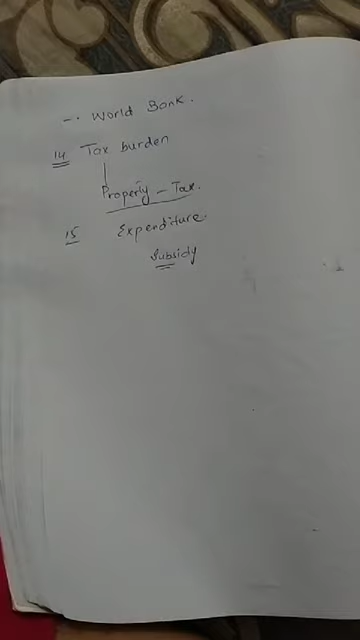 -. World Bank.
14 Tax burden
Property - Tax.
15 Expenditure.
Subsidy